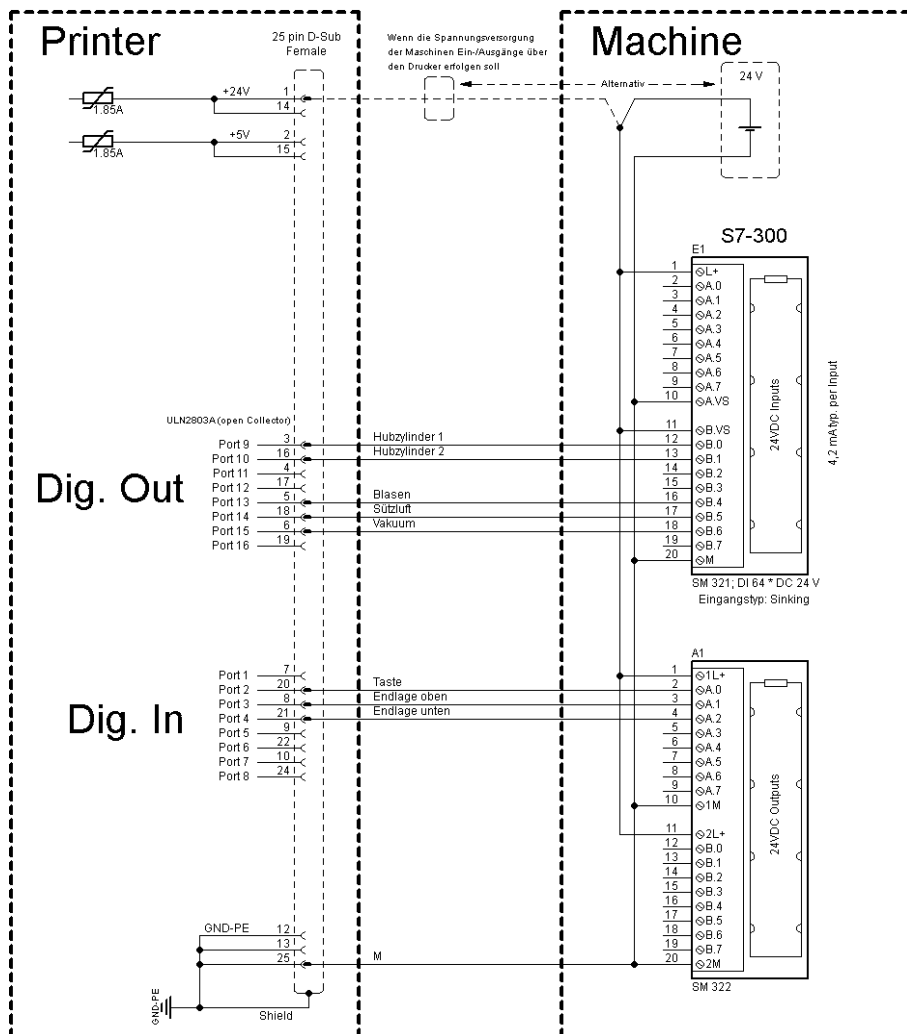 Printer
25 pin D-Sub
Female
+24V
1
14
1.85A
+5V
2
15
1.85A
Wenn die Spannungsversorgung
der Maschinen Ein-/Ausgänge über
den Drucker erfolgen soll
Alternativ
Machine
24 V
S7-300
E1
1 L+
2 A.0
3 A.1
4 A.2
5 A.3
6 A.4
7 A.5
8 A.6
9 A.7
10 A.VS
11 B.VS
12 B.0
13 B.1
14 B.2
15 B.3
16 B.4
17 B.5
18 B.6
19 B.7
20 M
24VDC Inputs
4,2 mA typ. per Input
SM 321; DI 64 * DC 24 V
Eingangstyp: Sinking
ULN2803A (open Collector)
Dig. Out
Port 9 3 Hubzylinder 1
Port 10 16 Hubzylinder 2
Port 11 4
Port 12 17
Port 13 5 Blasen
Port 14 18 Sützluft
Port 15 6 Vakuum
Port 16 19
Dig. In
Port 1 7
Port 2 20 Taste
Port 3 8 Endlage oben
Port 4 21 Endlage unten
Port 5 9
Port 6 22
Port 7 10
Port 8 24
A1
1 1L+
2 A.0
3 A.1
4 A.2
5 A.3
6 A.4
7 A.5
8 A.6
9 A.7
10 1M
11 2L+
12 B.0
13 B.1
14 B.2
15 B.3
16 B.4
17 B.5
18 B.6
19 B.7
20 2M
24VDC Outputs
SM 322
GND-PE 12
13
25 M
GND-PE
Shield